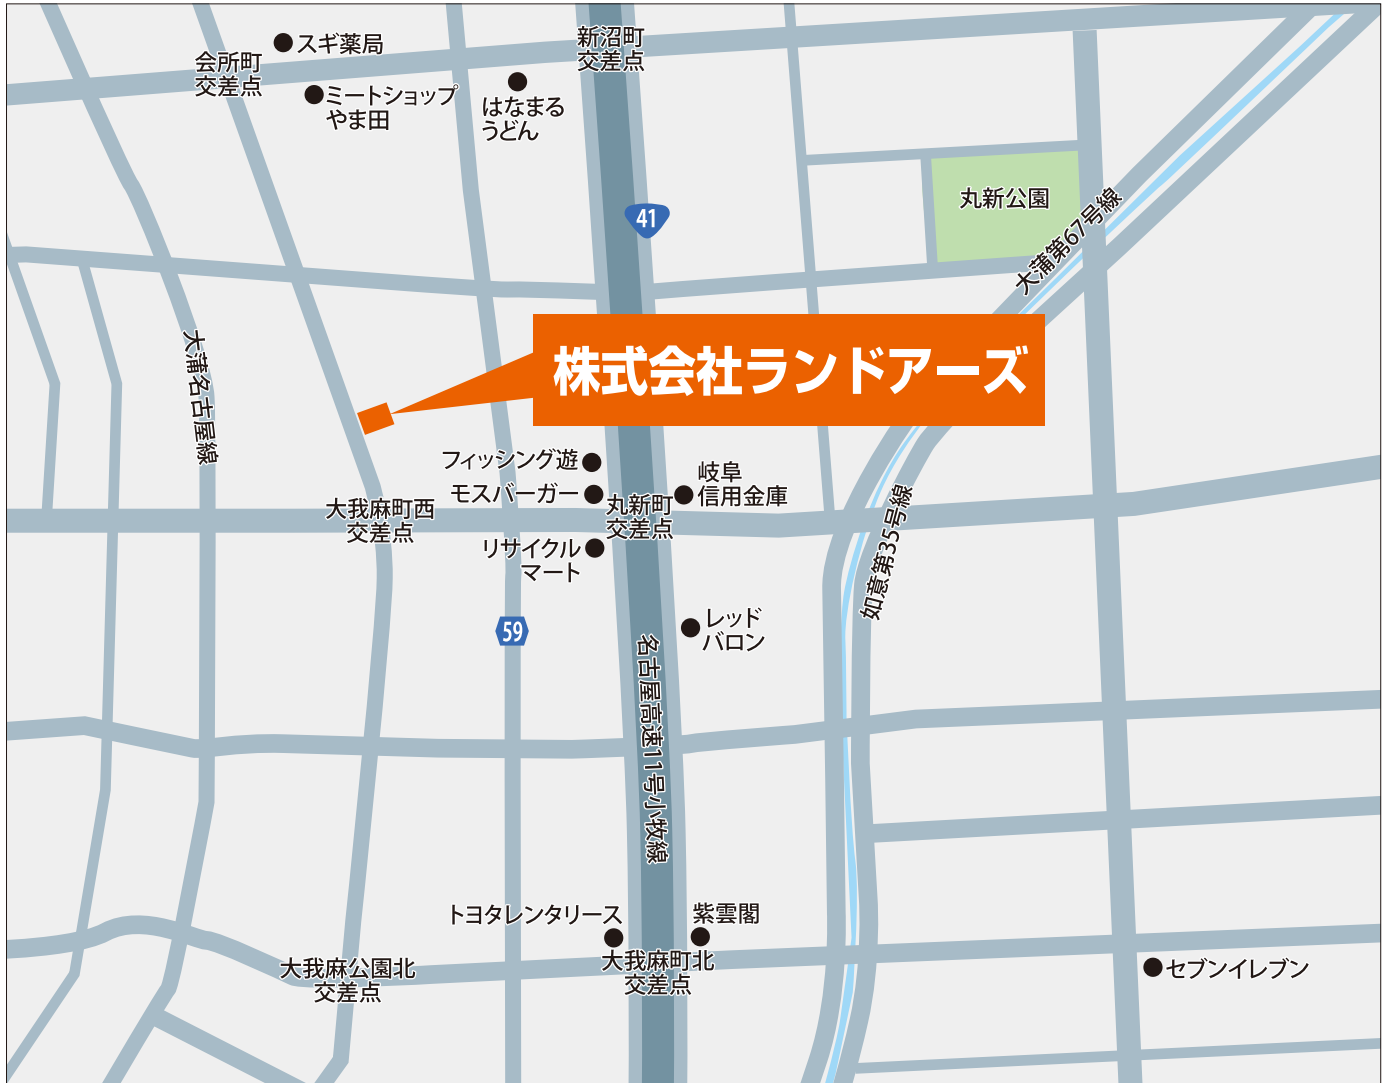 スギ薬局
会所町
交差点
ミートショップ
やま田
はなまる
うどん
新沼町
交差点
41
丸新公園
大蒲第67号線
大蒲名古屋線
株式会社ランドアーズ
フィッシング遊
モスバーガー
岐阜
信用金庫
丸新町
交差点
大我麻町西
交差点
リサイクル
マート
如意第35号線
59
レッド
バロン
名古屋高速11号小牧線
トヨタレンタリース
紫雲閣
大我麻公園北
交差点
大我麻町北
交差点
セブンイレブン